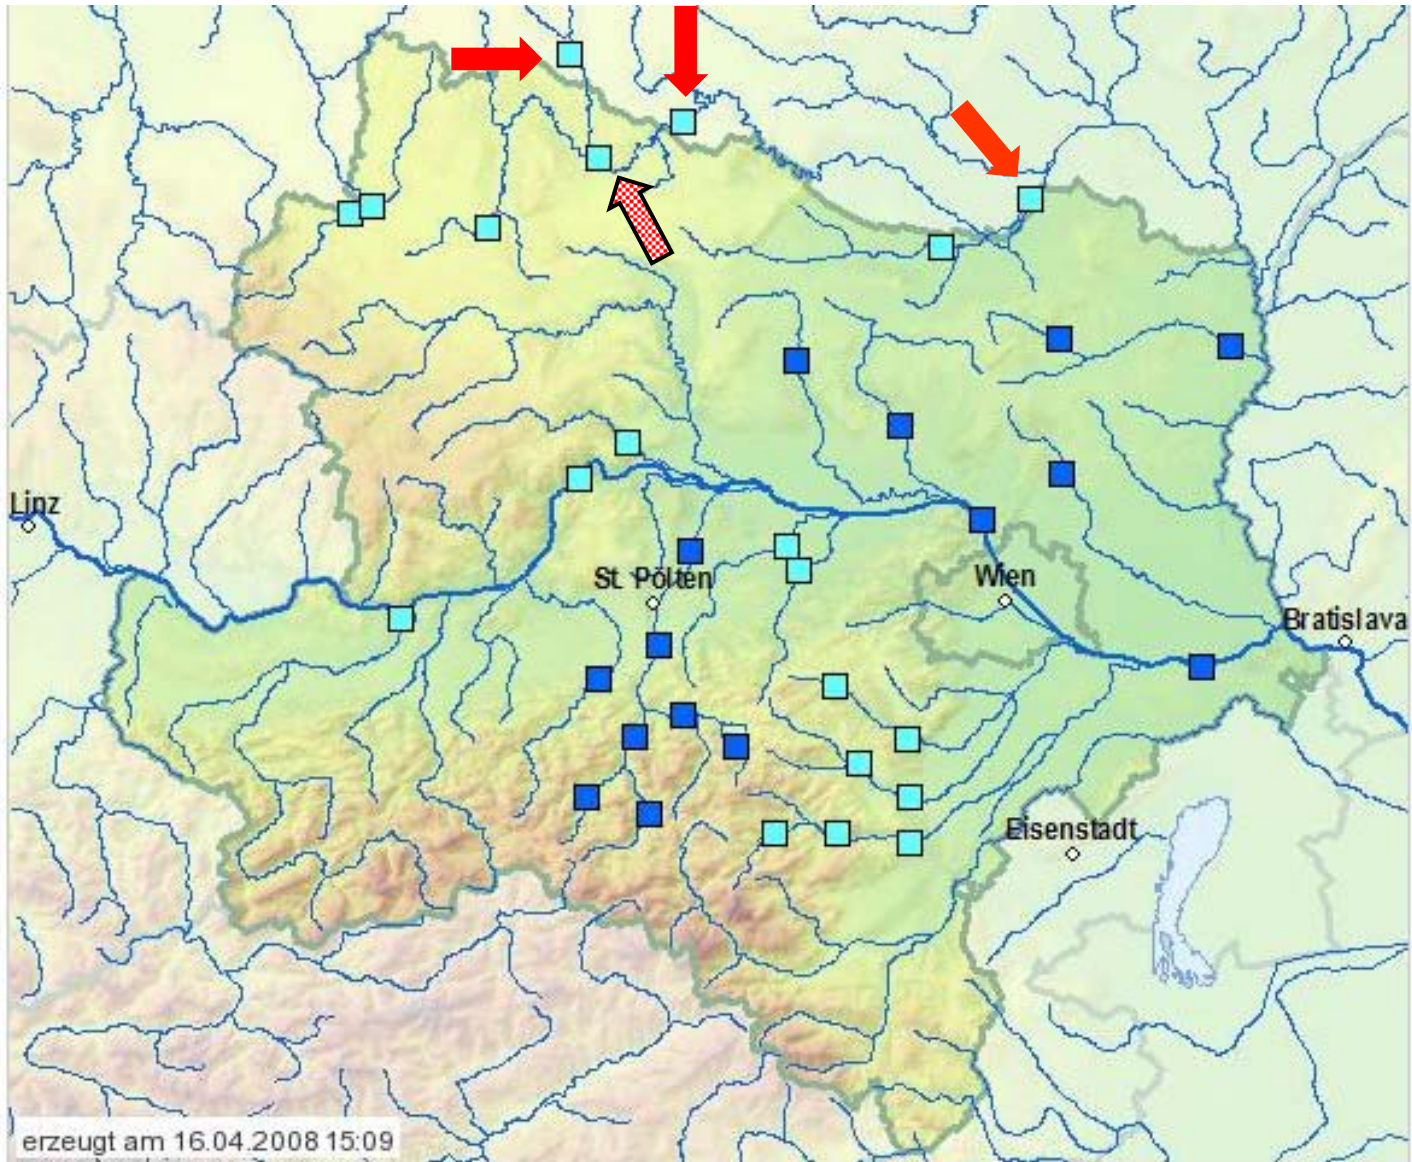 Linz
St. Pölten
Wien
Bratislava
Eisenstadt
erzeugt am 16.04.2008 15:09